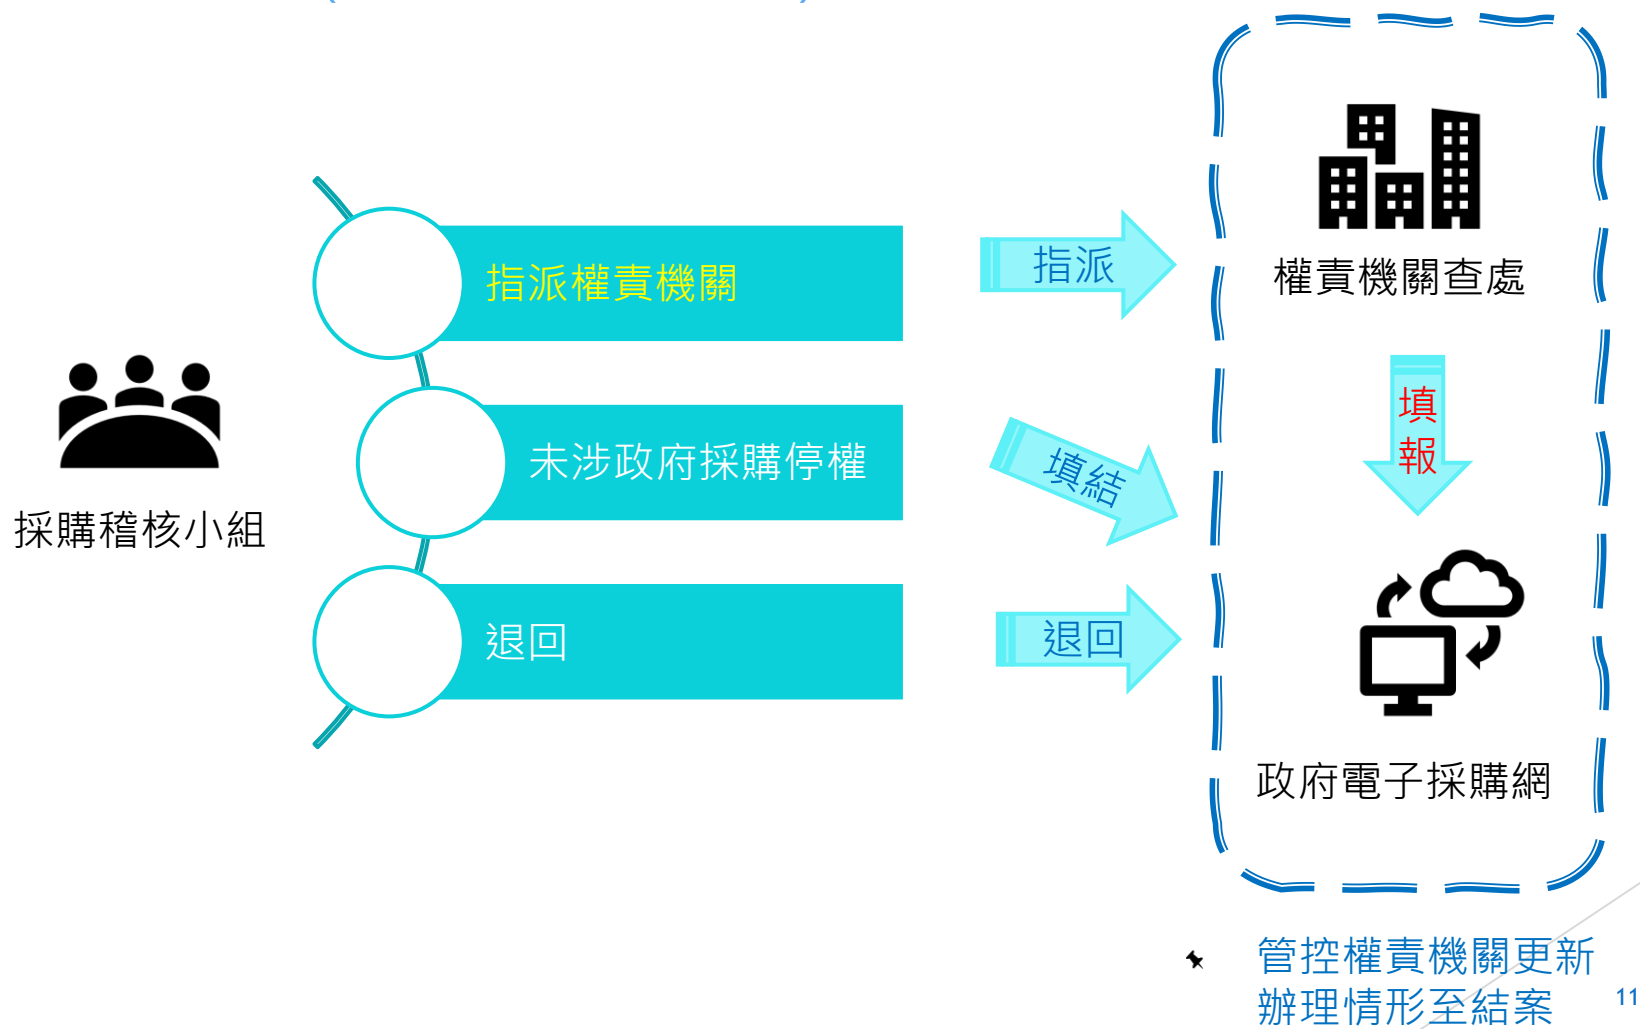 採購稽核小組
指派權責機關
未涉政府採購停權
退回
指派
填結
退回
權責機關查處
填
報
政府電子採購網
管控權責機關更新
辦理情形至結案
11